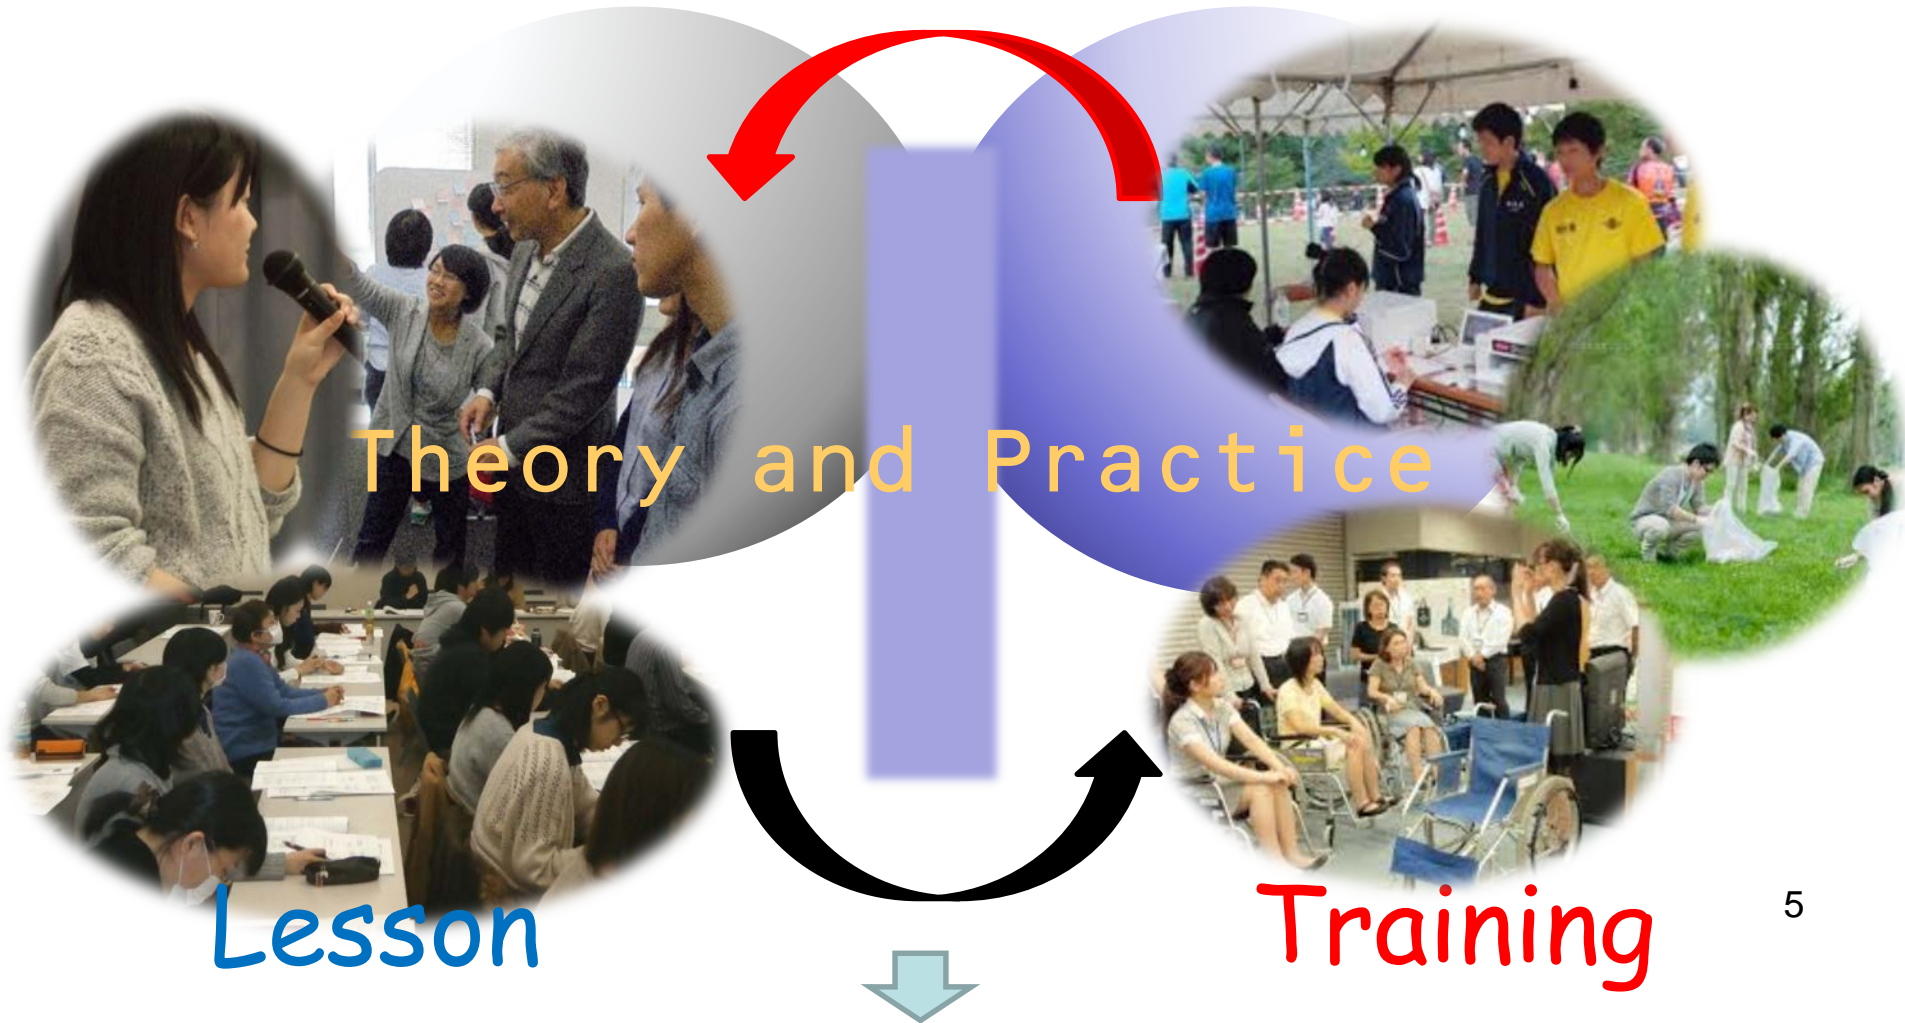 Theory and Practice
Lesson
Training
5